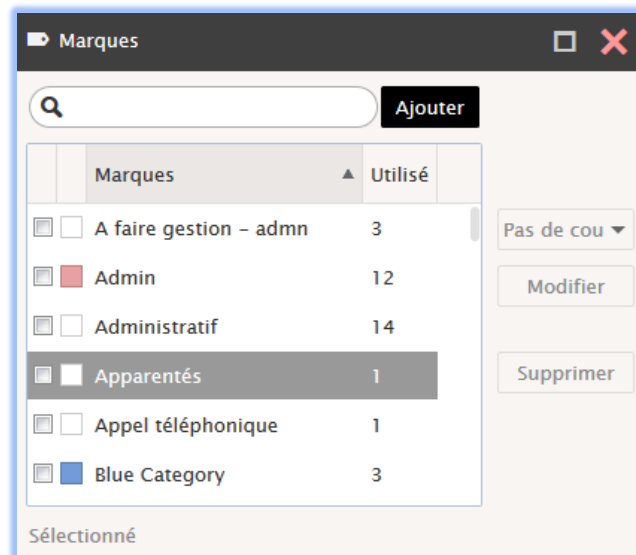 Marques
Ajouter
Marques Utilisé
A faire gestion – admn 3
Admin 12
Administratif 14
Apparentés 1
Appel téléphonique 1
Blue Category 3
Pas de cou
Modifier
Supprimer
Sélectionné